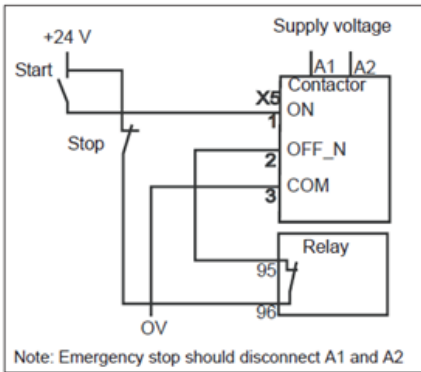 Supply voltage
+24 V
A1 A2
Start
Contactor
X5
ON
1
Stop
OFF_N
2
COM
3
Relay
95
96
OV
Note: Emergency stop should disconnect A1 and A2